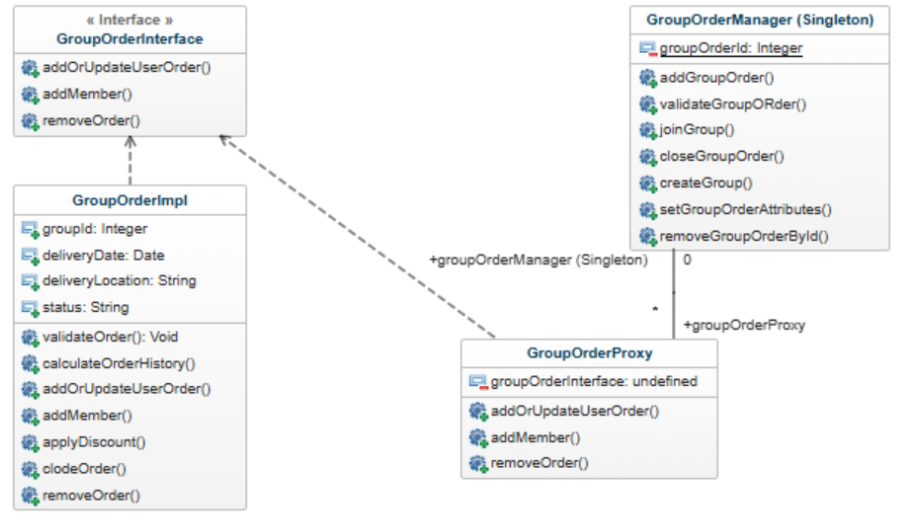 « Interface »
GroupOrderInterface
addOrUpdateUserOrder()
addMember()
removeOrder()
GroupOrderManager (Singleton)
groupOrderId: Integer
addGroupOrder()
validateGroupORder()
joinGroup()
closeGroupOrder()
createGroup()
setGroupOrderAttributes()
removeGroupOrderById()
GroupOrderImpl
groupId: Integer
deliveryDate: Date
deliveryLocation: String
status: String
validateOrder(): Void
calculateOrderHistory()
addOrUpdateUserOrder()
addMember()
applyDiscount()
clodeOrder()
removeOrder()
+groupOrderManager (Singleton)
0
*
+groupOrderProxy
GroupOrderProxy
groupOrderInterface: undefined
addOrUpdateUserOrder()
addMember()
removeOrder()